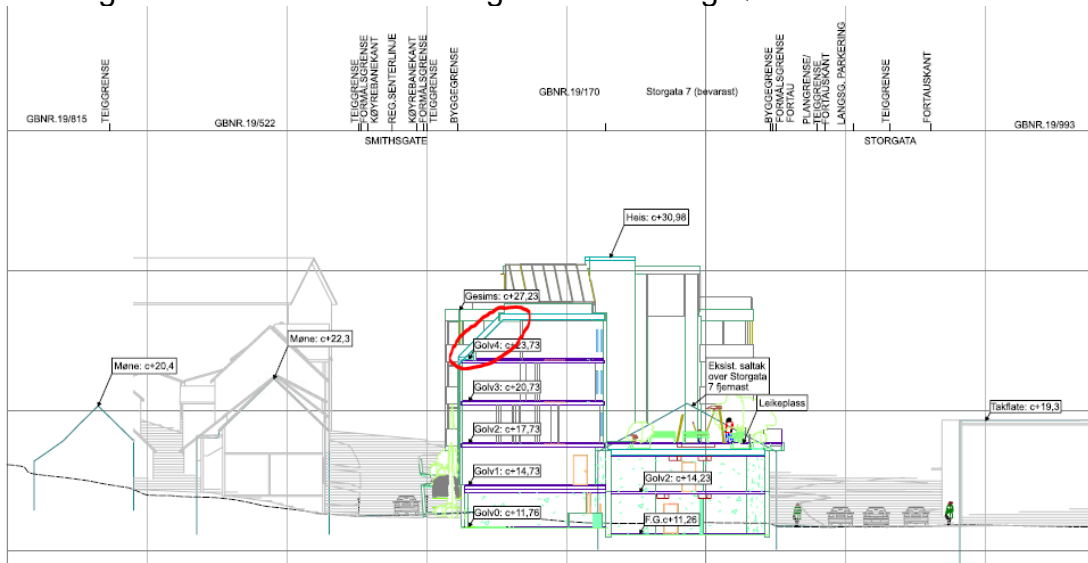 TEIGGRENSE
TEIGGRENSE
FORMÅLSGRENSE
KØYREBANEKANT
REG.SENTERLINJE
KØYREBANEKANT
FORMÅLSGRENSE
TEIGGRENSE
BYGGEGRENSE
BYGGEGRENSE
FORMÅLSGRENSE
FORTAU
PLANGRENSE/
TEIGGRENSE
FORTAUSKANT
LANGSG. PARKERING
TEIGGRENSE
FORTAUSKANT
GBNR.19/815
GBNR.19/522
GBNR.19/170
Storgata 7 (bevarast)
GBNR.19/993
SMITHSGATE
STORGATA
Heis: c+30,98
Gesims: c+27,23
Møne: c+22,3
Golv4: c+23,73
Møne: c+20,4
Eksist. saltak
over Storgata
7 fjernast
Leikeplass
Golv3: c+20,73
Takflate: c+19,3
Golv2: c+17,73
Golv1: c+14,73
Golv2: c+14,23
Golv0: c+11,76
F.G.c+11,26